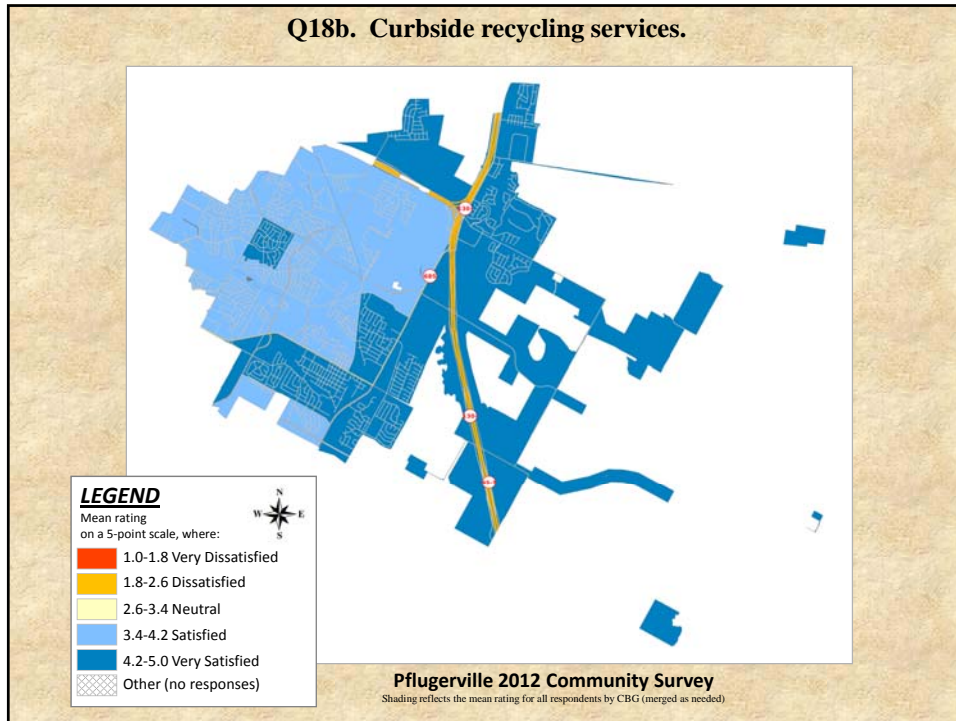 Q18b. Curbside recycling services.
130
685
130
LEGEND
Mean rating
on a 5-point scale, where:
N
W E
S
1.0-1.8 Very Dissatisfied
1.8-2.6 Dissatisfied
2.6-3.4 Neutral
3.4-4.2 Satisfied
4.2-5.0 Very Satisfied
Other (no responses)
Pflugerville 2012 Community Survey
Shading reflects the mean rating for all respondents by CBG (merged as needed)